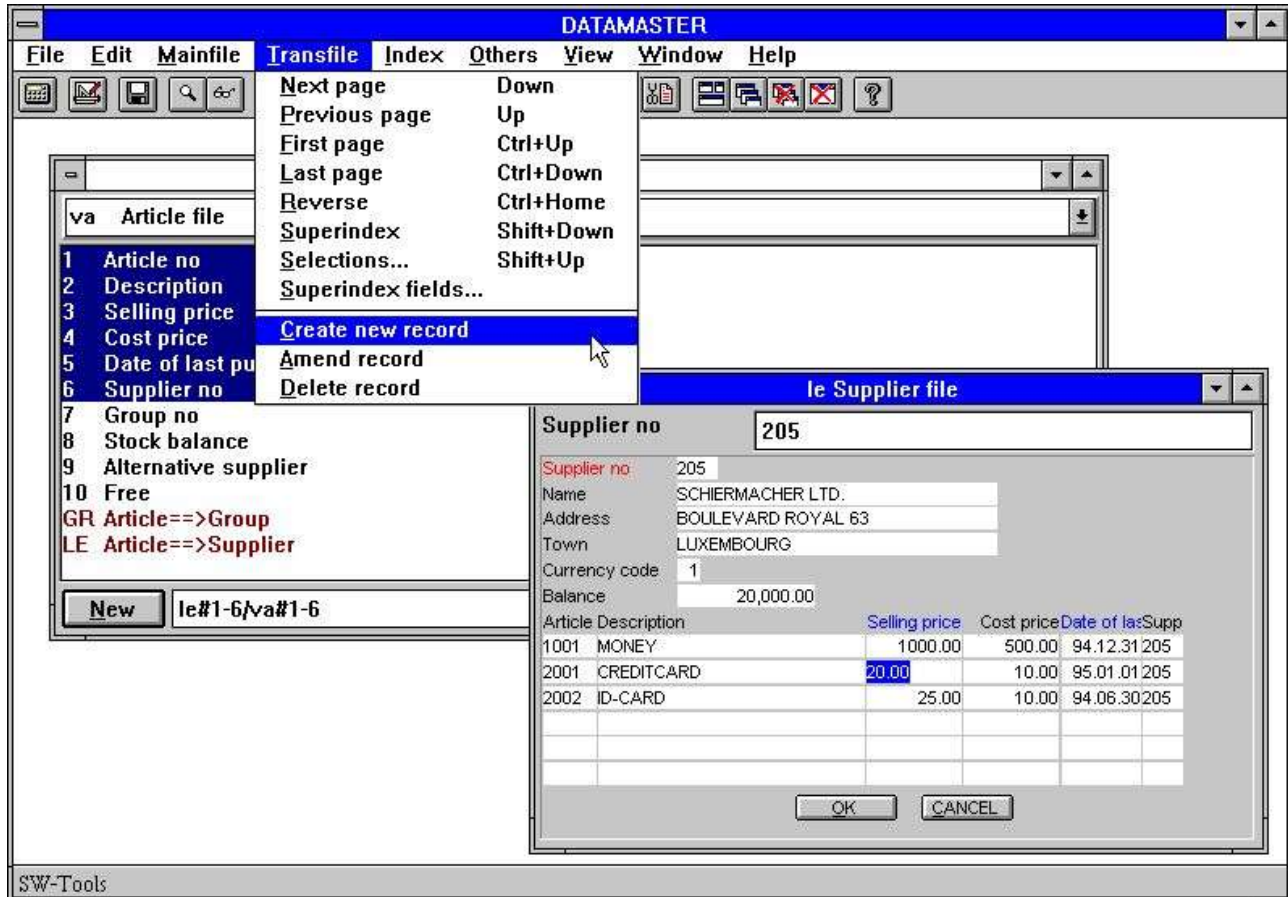 DATAMASTER
File Edit Mainfile Transfile Index Others View Window Help
Next page Down
Previous page Up
First page Ctrl+Up
Last page Ctrl+Down
Reverse Ctrl+Home
Superindex Shift+Down
Selections... Shift+Up
Superindex fields...
Create new record
Amend record
Delete record
va Article file
1 Article no
2 Description
3 Selling price
4 Cost price
5 Date of last pu
6 Supplier no
7 Group no
8 Stock balance
9 Alternative supplier
10 Free
GR Article==>Group
LE Article==>Supplier
New le#1-6/va#1-6
le Supplier file
Supplier no 205
Supplier no 205
Name SCHIERMACHER LTD.
Address BOULEVARD ROYAL 63
Town LUXEMBOURG
Currency code 1
Balance 20,000.00
Article Description Selling price Cost price Date of las Supp
1001 MONEY 1000.00 500.00 94.12.31 205
2001 CREDITCARD 20.00 10.00 95.01.01 205
2002 ID-CARD 25.00 10.00 94.06.30 205
OK CANCEL
SW-Tools